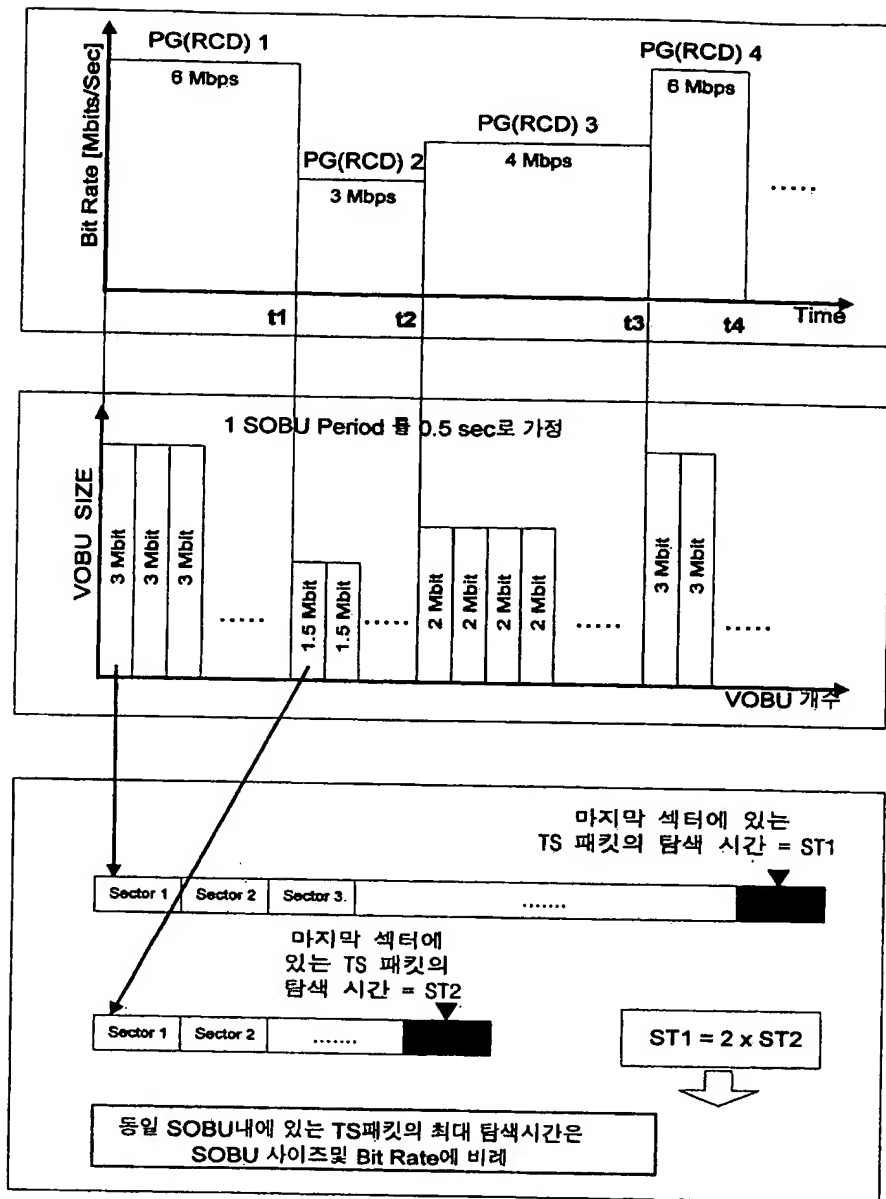 Bit Rate [Mbits/Sec]
PG(RCD) 1
6 Mbps
PG(RCD) 2
3 Mbps
PG(RCD) 3
4 Mbps
PG(RCD) 4
6 Mbps
.....
t1
t2
t3
t4
Time
1 SOBU Period 를 0.5 sec로 가정
VOBU SIZE
3 Mbit
3 Mbit
3 Mbit
.....
1.5 Mbit
1.5 Mbit
.....
2 Mbit
2 Mbit
2 Mbit
2 Mbit
.....
3 Mbit
3 Mbit
.....
VOBU 개수
마지막 섹터에 있는
TS 패킷의 탐색 시간 = ST1
Sector 1
Sector 2
Sector 3.
.......
마지막 섹터에
있는 TS 패킷의
탐색 시간 = ST2
Sector 1
Sector 2
.......
ST1 = 2 x ST2
동일 SOBU내에 있는 TS패킷의 최대 탐색시간은
SOBU 사이즈및 Bit Rate에 비례